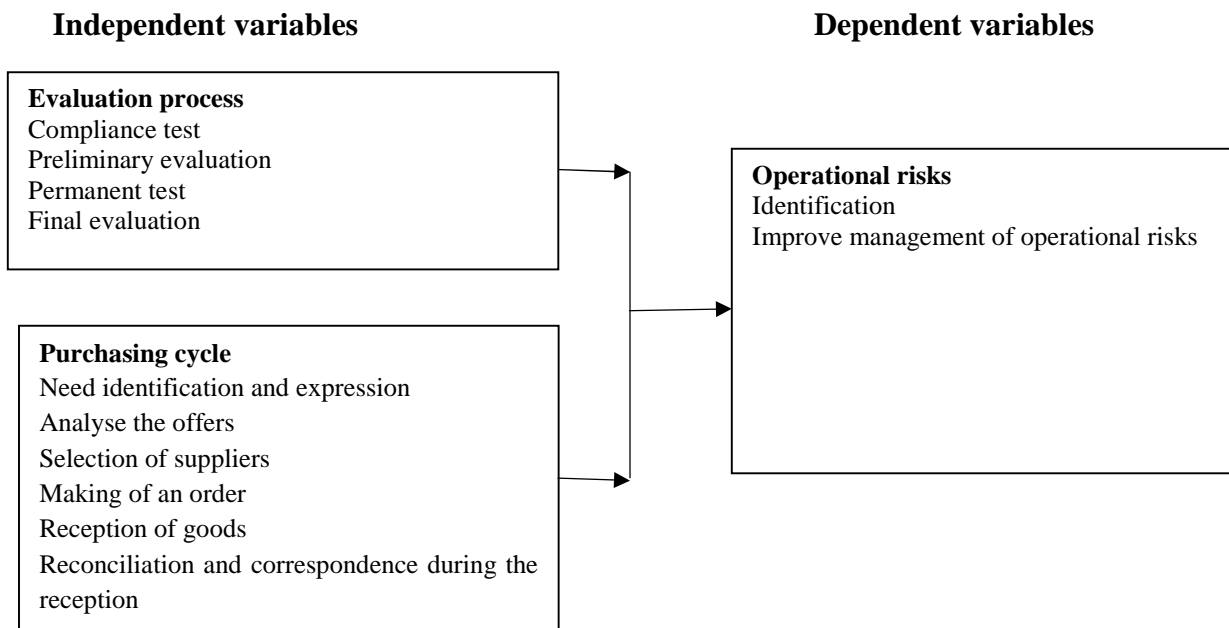 Independent variables
Dependent variables
Evaluation process
Compliance test
Preliminary evaluation
Permanent test
Final evaluation
Operational risks
Identification
Improve management of operational risks
Purchasing cycle
Need identification and expression
Analyse the offers
Selection of suppliers
Making of an order
Reception of goods
Reconciliation and correspondence during the
reception